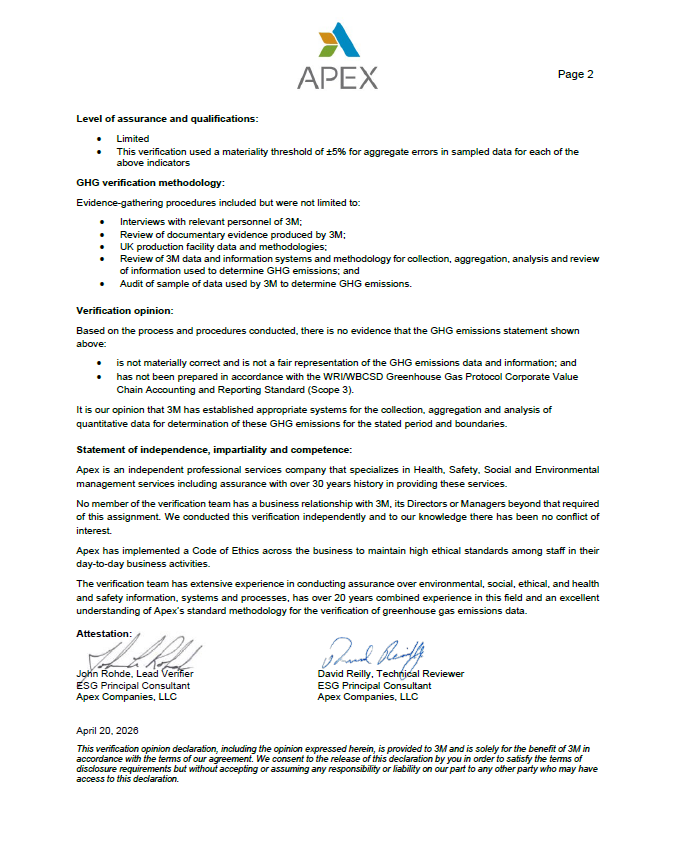 APEX
Page 2
Level of assurance and qualifications:
• Limited
• This verification used a materiality threshold of ±5% for aggregate errors in sampled data for each of the
above indicators
GHG verification methodology:
Evidence-gathering procedures included but were not limited to:
• Interviews with relevant personnel of 3M;
• Review of documentary evidence produced by 3M;
• UK production facility data and methodologies;
• Review of 3M data and information systems and methodology for collection, aggregation, analysis and review
of information used to determine GHG emissions; and
• Audit of sample of data used by 3M to determine GHG emissions.
Verification opinion:
Based on the process and procedures conducted, there is no evidence that the GHG emissions statement shown
above:
• is not materially correct and is not a fair representation of the GHG emissions data and information; and
• has not been prepared in accordance with the WRI/WBCSD Greenhouse Gas Protocol Corporate Value
Chain Accounting and Reporting Standard (Scope 3).
It is our opinion that 3M has established appropriate systems for the collection, aggregation and analysis of
quantitative data for determination of these GHG emissions for the stated period and boundaries.
Statement of independence, impartiality and competence:
Apex is an independent professional services company that specializes in Health, Safety, Social and Environmental
management services including assurance with over 30 years history in providing these services.
No member of the verification team has a business relationship with 3M, its Directors or Managers beyond that required
of this assignment. We conducted this verification independently and to our knowledge there has been no conflict of
interest.
Apex has implemented a Code of Ethics across the business to maintain high ethical standards among staff in their
day-to-day business activities.
The verification team has extensive experience in conducting assurance over environmental, social, ethical, and health
and safety information, systems and processes, has over 20 years combined experience in this field and an excellent
understanding of Apex's standard methodology for the verification of greenhouse gas emissions data.
Attestation:
John Rohde, Lead Verifier
ESG Principal Consultant
Apex Companies, LLC
David Reilly, Technical Reviewer
ESG Principal Consultant
Apex Companies, LLC
April 20, 2026
This verification opinion declaration, including the opinion expressed herein, is provided to 3M and is solely for the benefit of 3M in
accordance with the terms of our agreement. We consent to the release of this declaration by you in order to satisfy the terms of
disclosure requirements but without accepting or assuming any responsibility or liability on our part to any other party who may have
access to this declaration.